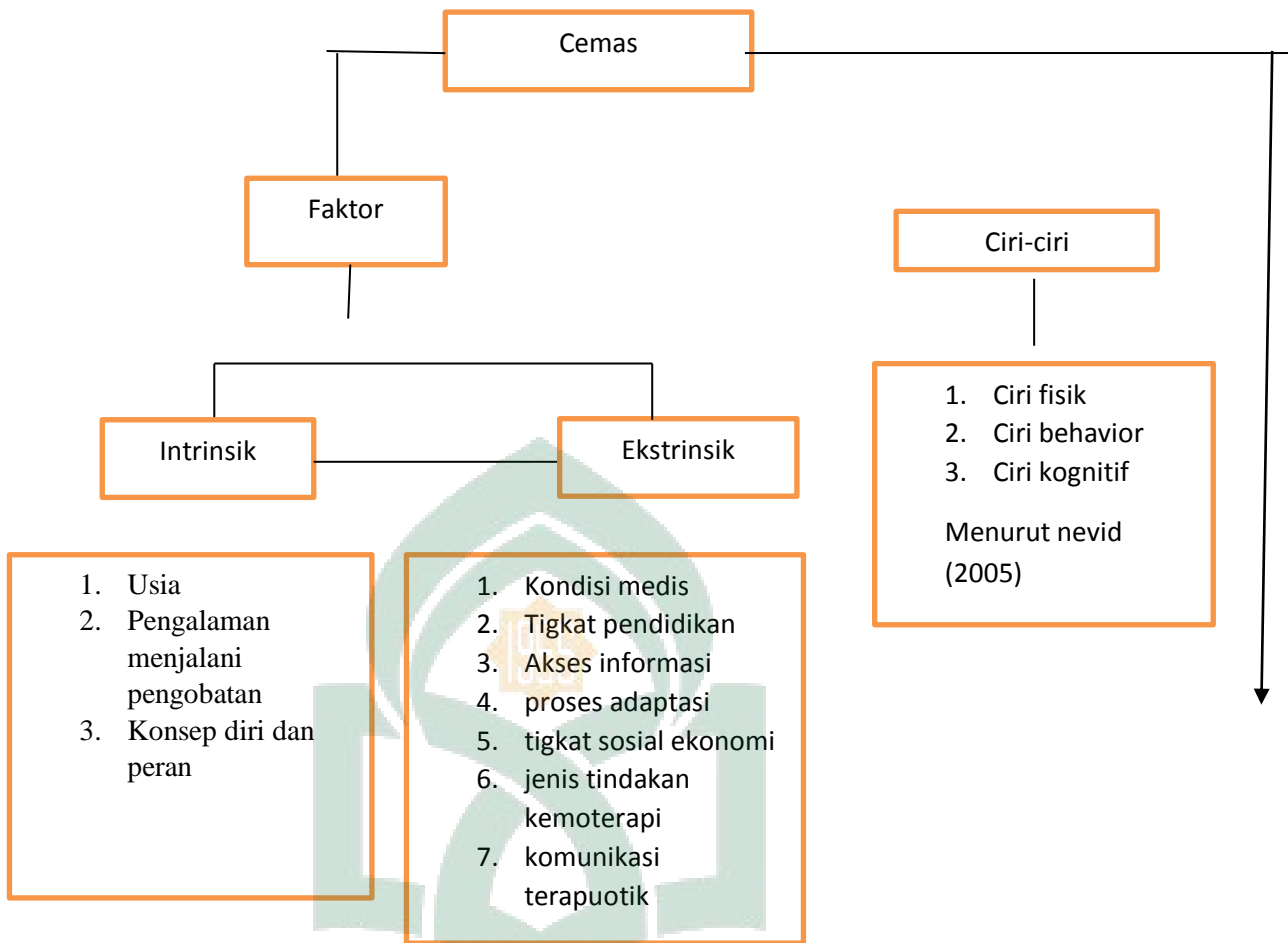 Cemas
Faktor
Ciri-ciri
Intrinsik
Ekstrinsik
1. Ciri fisik
2. Ciri behavior
3. Ciri kognitif
Menurut nevid
(2005)
1. Usia
2. Pengalaman
menjalani
pengobatan
3. Konsep diri dan
peran
1. Kondisi medis
2. Tigkat pendidikan
3. Akses informasi
4. proses adaptasi
5. tigkat sosial ekonomi
6. jenis tindakan
kemoterapi
7. komunikasi
terapuotik